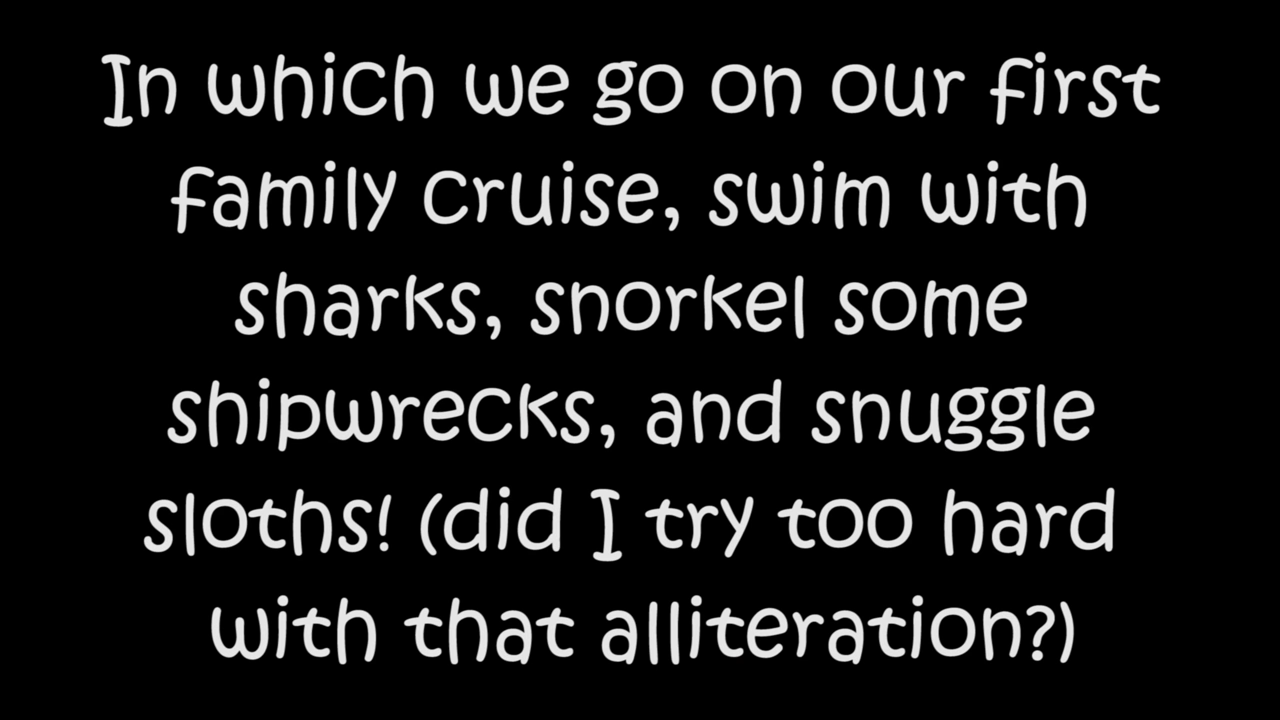 In which we go on our first
family cruise, swim with
sharks, snorkel some
shipwrecks, and snuggle
sloths! (did I try too hard
with that alliteration?)